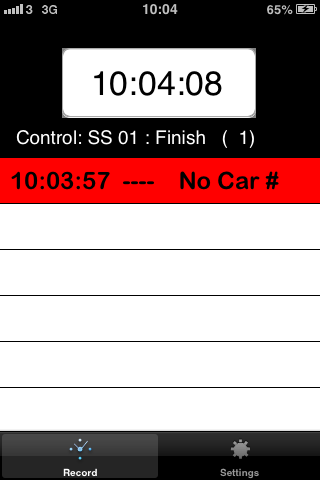 3 3G 10:04 65%
10:04:08
Control: SS 01 : Finish ( 1)
10:03:57 ---- No Car #
Record Settings